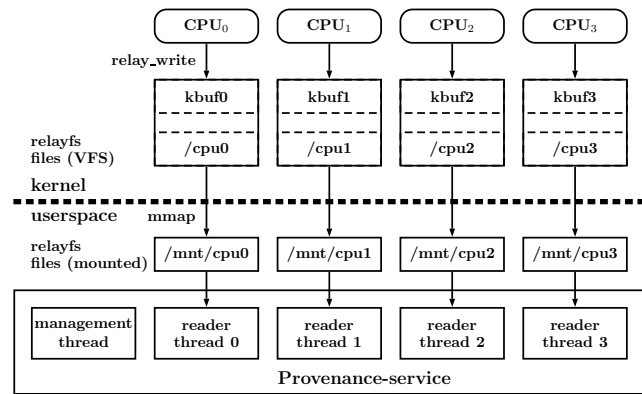 CPU₀ CPU₁ CPU₂ CPU₃
relay_write
kbuf0 kbuf1 kbuf2 kbuf3
relayfs
files (VFS)
/cpu0 /cpu1 /cpu2 /cpu3
kernel
userspace mmap
relayfs
files (mounted)
/mnt/cpu0 /mnt/cpu1 /mnt/cpu2 /mnt/cpu3
management
thread
reader
thread 0
reader
thread 1
reader
thread 2
reader
thread 3
Provenance-service